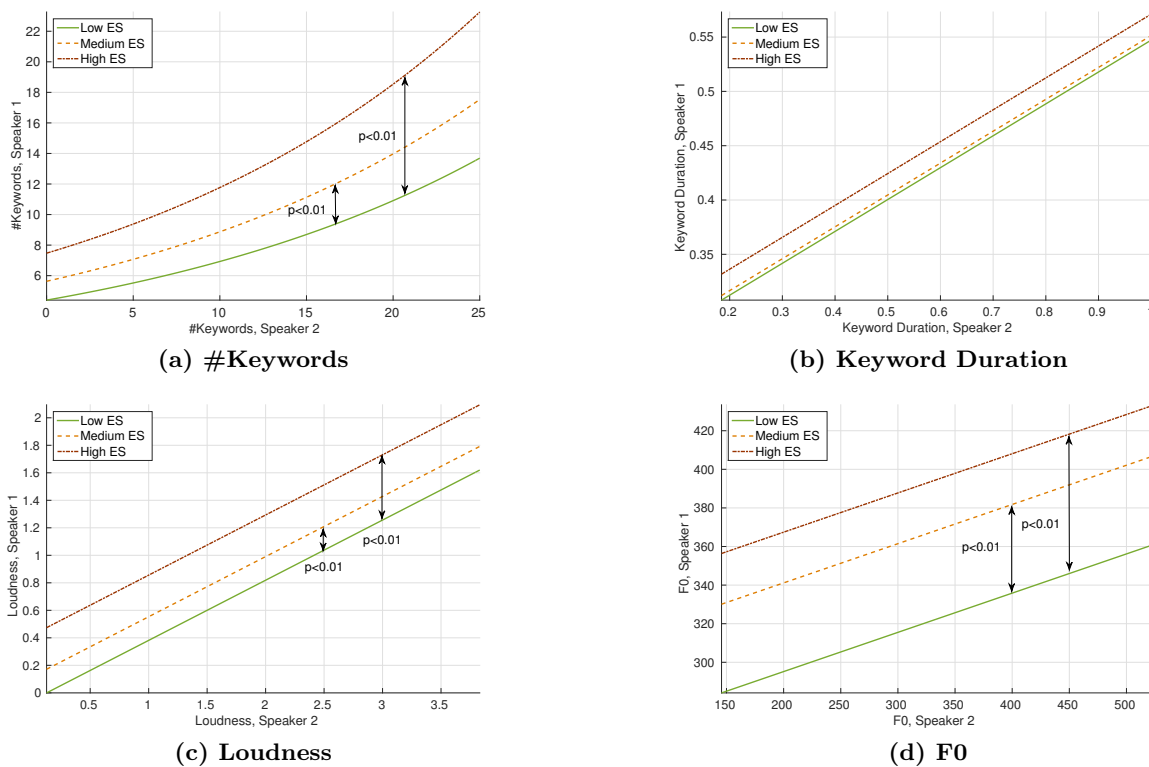 22
20
18
16
14
12
10
8
6
#Keywords, Speaker 1
Low ES
Medium ES
High ES
p<0.01
p<0.01
0 5 10 15 20 25
#Keywords, Speaker 2
(a) #Keywords
0.55
0.5
0.45
0.4
0.35
Keyword Duration, Speaker 1
Low ES
Medium ES
High ES
0.2 0.3 0.4 0.5 0.6 0.7 0.8 0.9
Keyword Duration, Speaker 2
(b) Keyword Duration
2
1.8
1.6
1.4
1.2
1
0.8
0.6
0.4
0.2
0
Loudness, Speaker 1
Low ES
Medium ES
High ES
p<0.01
p<0.01
0.5 1 1.5 2 2.5 3 3.5
Loudness, Speaker 2
(c) Loudness
420
400
380
360
340
320
300
F0, Speaker 1
Low ES
Medium ES
High ES
p<0.01
p<0.01
150 200 250 300 350 400 450 500
F0, Speaker 2
(d) F0